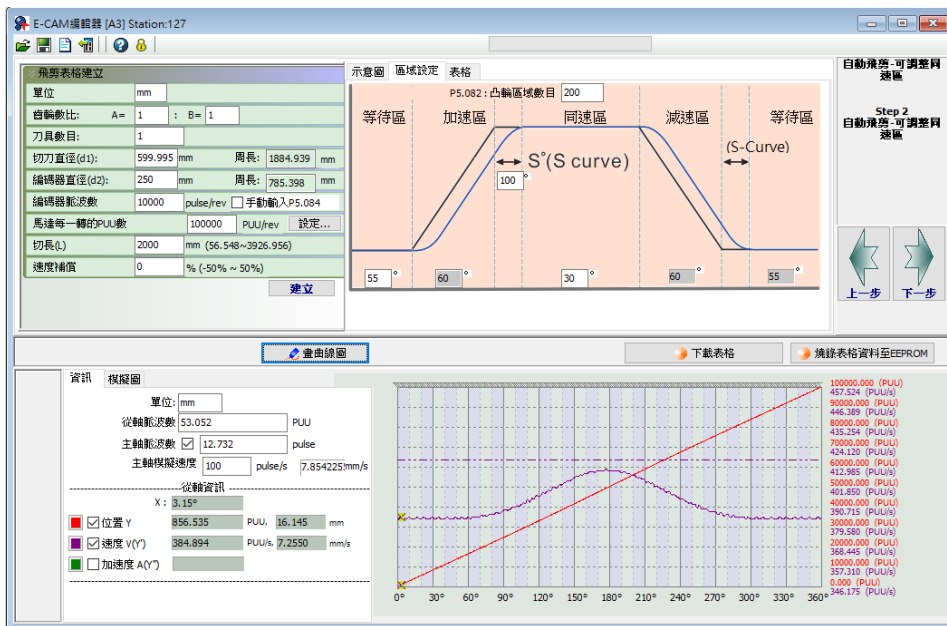 E-CAM編輯器 [A3] Station:127
飛剪表格建立
單位 mm
齒輪數比: A= 1 : B= 1
刀具數目: 1
切刀直徑(d1): 599.995 mm 周長: 1884.939 mm
編碼器直徑(d2): 250 mm 周長: 785.398 mm
編碼器脈波數 10000 pulse/rev 手動輸入P5.084
馬達每一轉的PUU數 100000 PUU/rev 設定...
切長(L) 2000 mm (56.548~3926.956)
速度補償 0 % (-50% ~ 50%)
建立
示意圖 區域設定 表格
P5.082 : 凸輪區域數目 200
等待區 加速區 同速區 減速區 等待區
S°(S curve) (S-Curve)
100 °
55 ° 60 ° 30 ° 60 ° 55 °
自動飛剪-可調整同
速區
Step 2
自動飛剪-可調整同
速區
上一步 下一步
畫曲線圖 下載表格 燒錄表格資料至EEPROM
資訊 模擬圖
單位: mm
從軸脈波數 53.052 PUU
主軸脈波數 12.732 pulse
主軸模擬速度 100 pulse/s 7.854225 mm/s
從軸資訊
X : 3.15°
位置 Y 856.535 PUU, 16.145 mm
速度 V(Y') 384.894 PUU/s, 7.2550 mm/s
加速度 A(Y")
100000.000 (PUU)
457.524 (PUU/s)
90000.000 (PUU)
446.389 (PUU/s)
80000.000 (PUU)
435.254 (PUU/s)
70000.000 (PUU)
424.120 (PUU/s)
60000.000 (PUU)
412.985 (PUU/s)
50000.000 (PUU)
401.850 (PUU/s)
40000.000 (PUU)
390.715 (PUU/s)
30000.000 (PUU)
379.580 (PUU/s)
20000.000 (PUU)
368.445 (PUU/s)
10000.000 (PUU)
357.310 (PUU/s)
0.000 (PUU)
346.175 (PUU/s)
0° 30° 60° 90° 120° 150° 180° 210° 240° 270° 300° 330° 360°